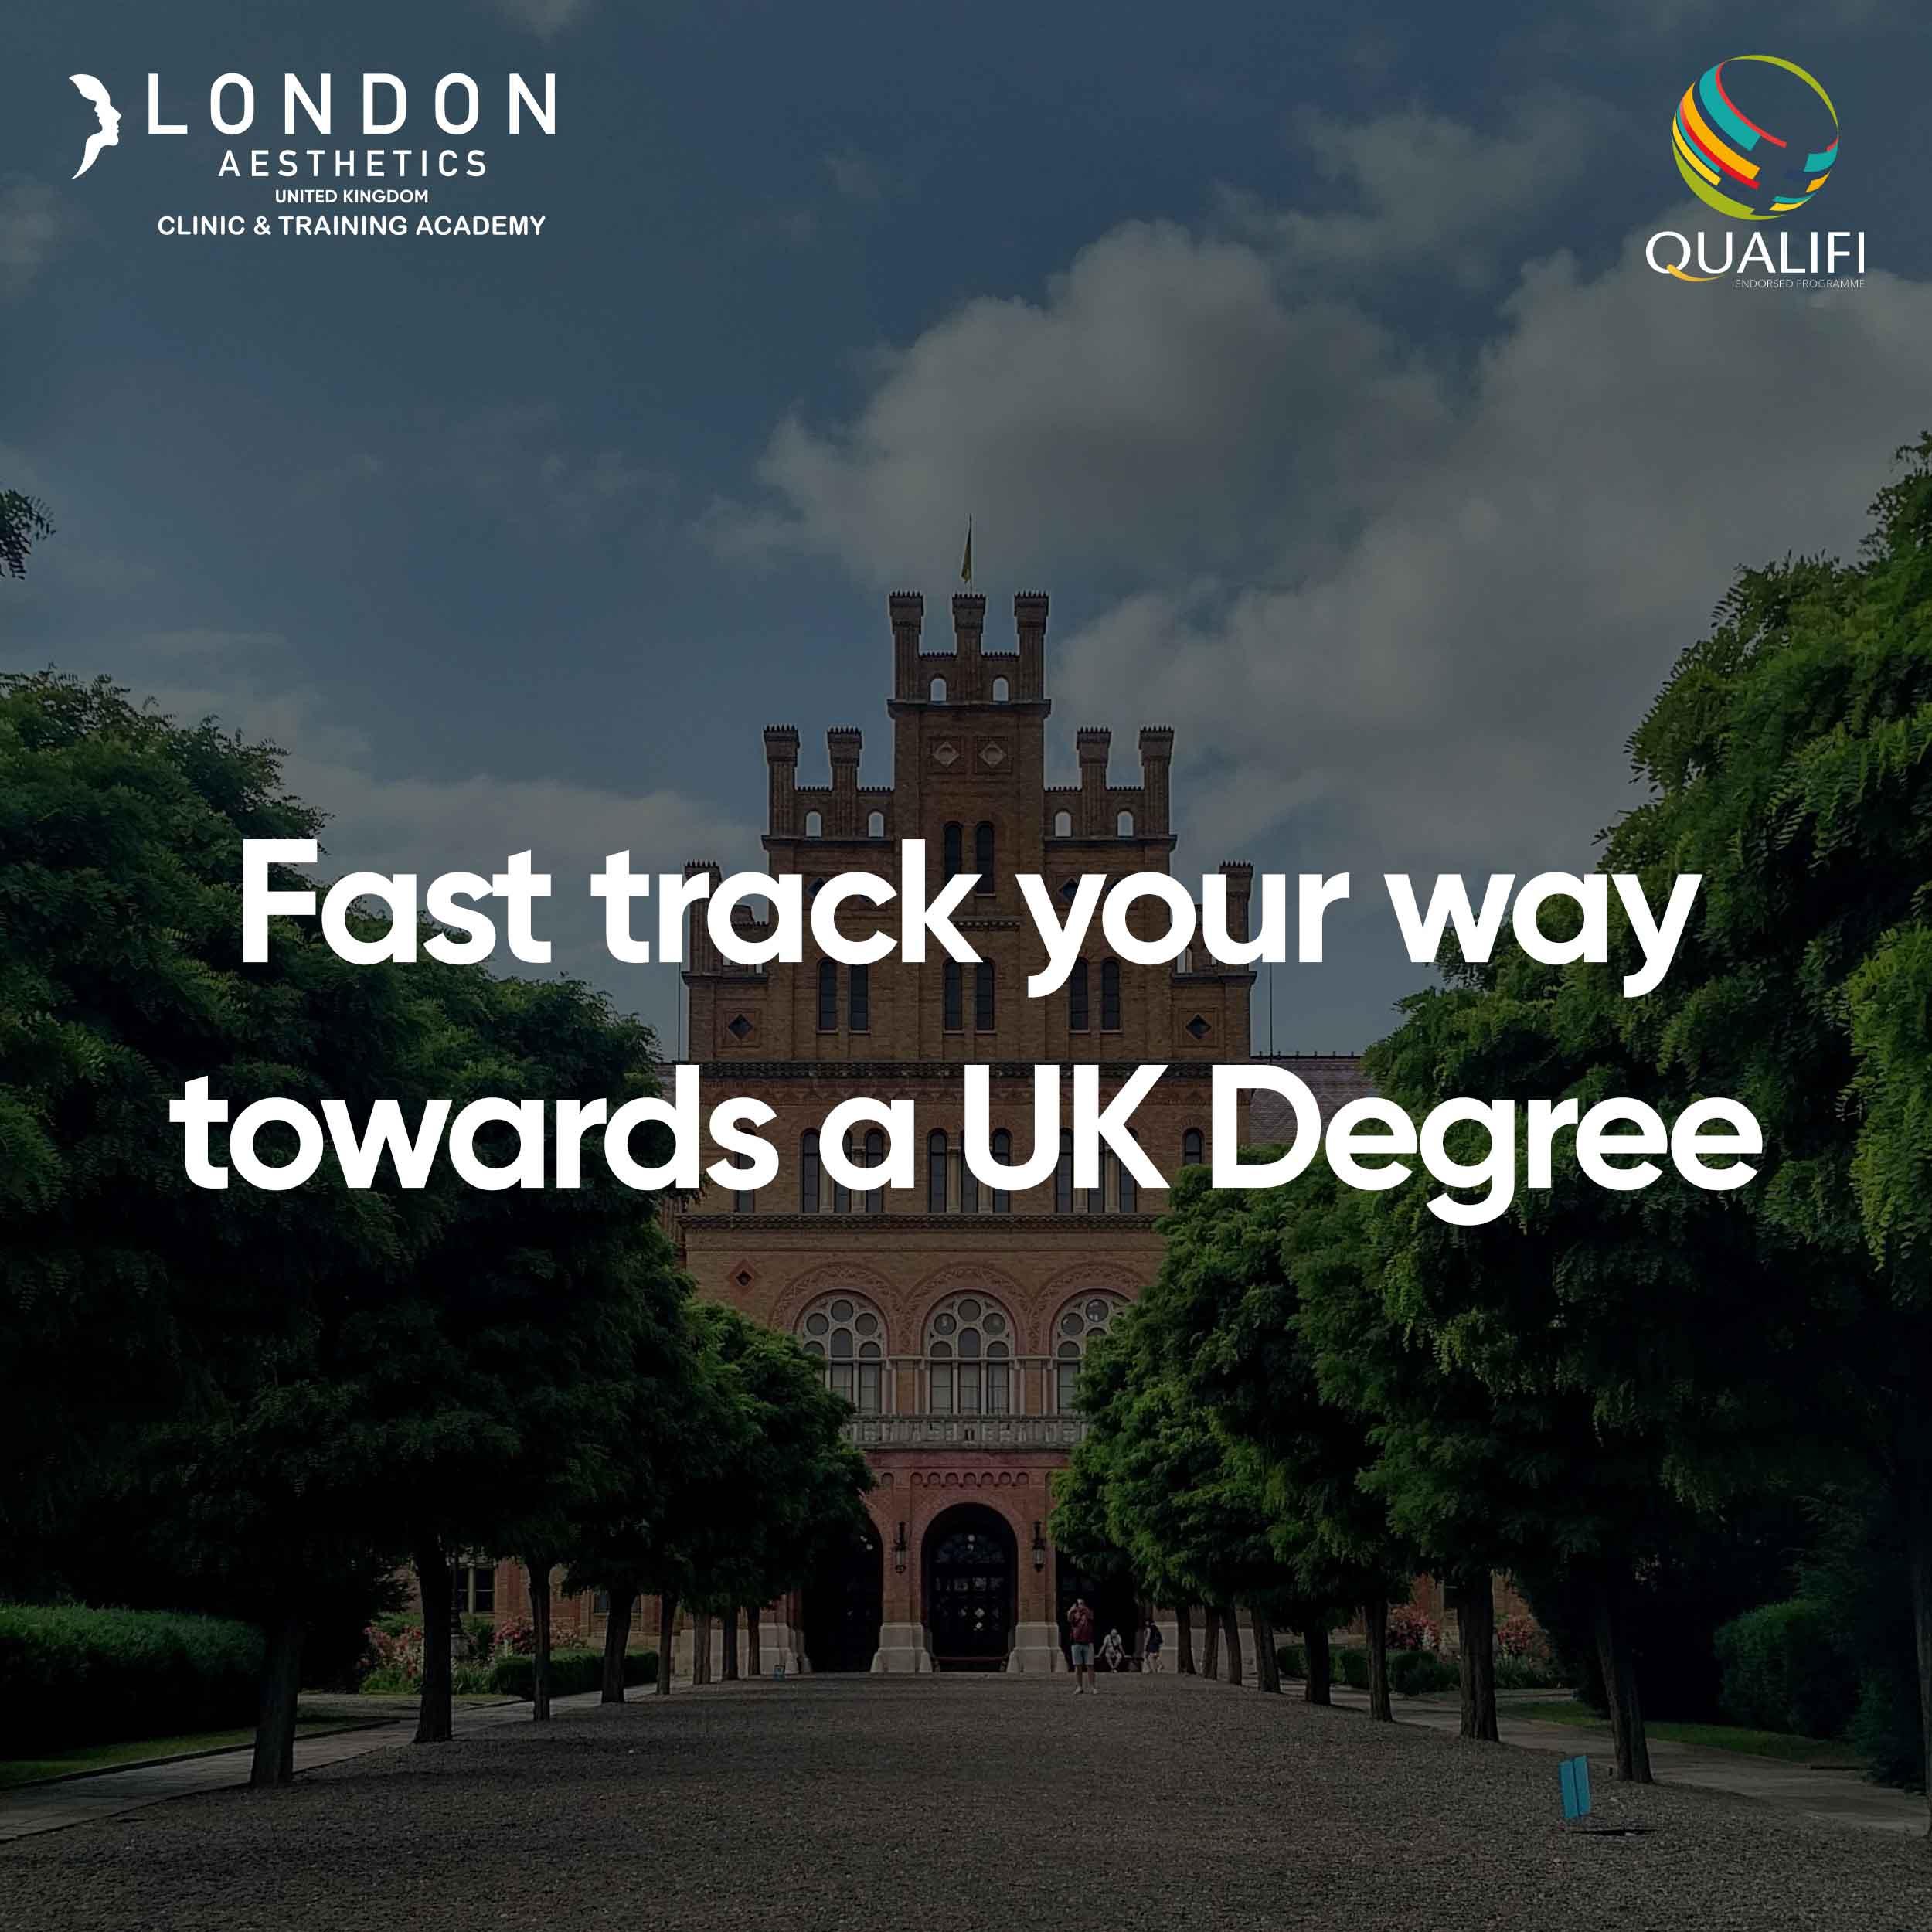 LONDON
AESTHETICS
UNITED KINGDOM
CLINIC & TRAINING ACADEMY
QUALIFI
ENDORSED PROGRAMME
Fast track your way
towards a UK Degree